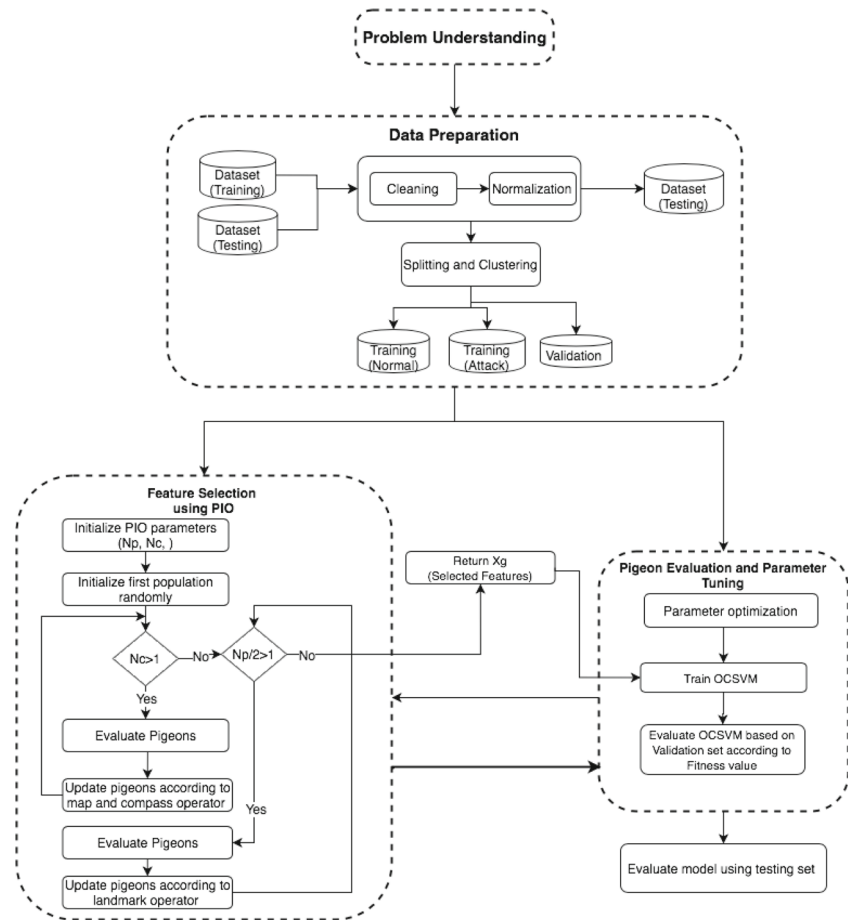 Problem Understanding
Data Preparation
Dataset
(Training)
Dataset
(Testing)
Cleaning
Normalization
Dataset
(Testing)
Splitting and Clustering
Training
(Normal)
Training
(Attack)
Validation
Feature Selection
using PIO
Initialize PIO parameters
(Np, Nc, )
Initialize first population
randomly
Nc>1
No
Np/2>1
No
Yes
Evaluate Pigeons
Update pigeons according to
map and compass operator
Yes
Evaluate Pigeons
Update pigeons according to
landmark operator
Return Xg
(Selected Features)
Pigeon Evaluation and Parameter
Tuning
Parameter optimization
Train OCSVM
Evaluate OCSVM based on
Validation set according to
Fitness value
Evaluate model using testing set